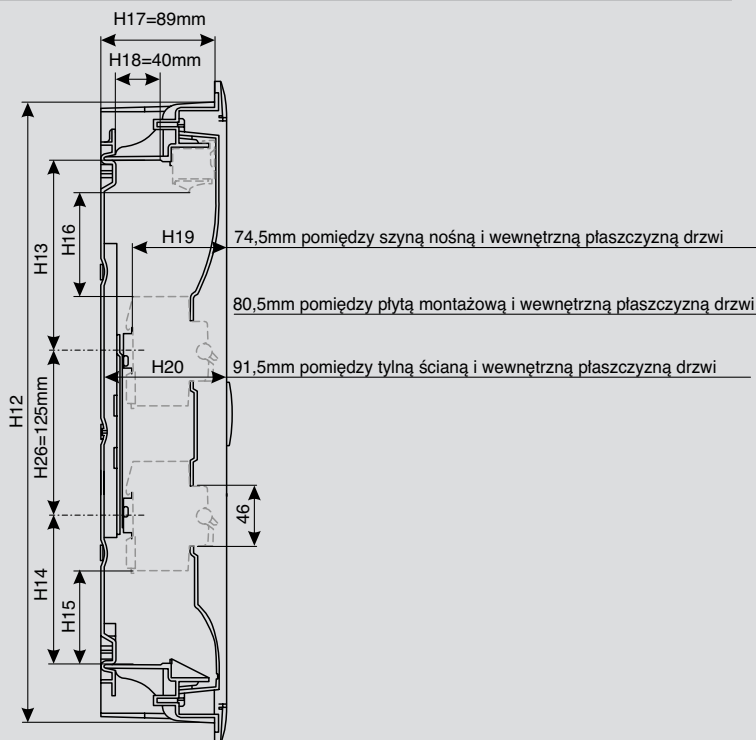 H17=89mm
H18=40mm
H19
74,5mm pomiędzy szyną nośną i wewnętrzną płaszczyzną drzwi
H13
H16
80,5mm pomiędzy płytą montażową i wewnętrzną płaszczyzną drzwi
H20
91,5mm pomiędzy tylną ścianą i wewnętrzną płaszczyzną drzwi
H12
H26=125mm
46
H14
H15